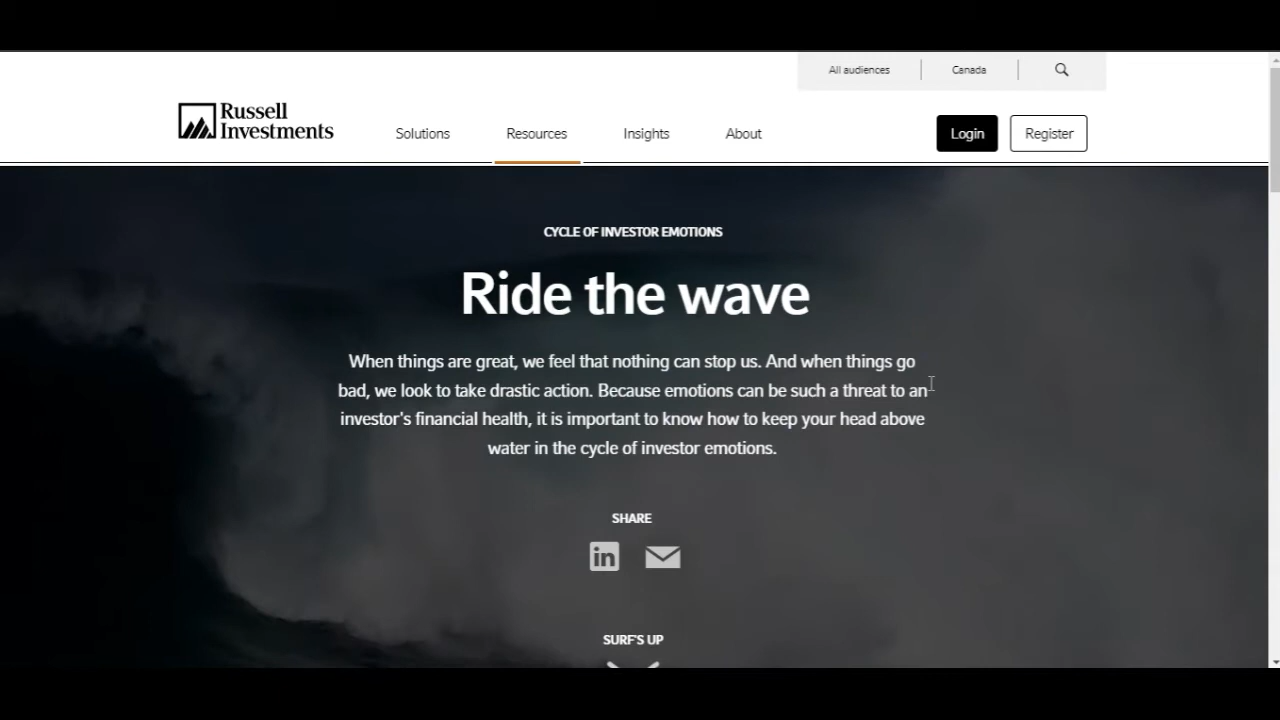 All audiences
Canada
Russell
Investments
Solutions
Resources
Insights
About
Login
Register
CYCLE OF INVESTOR EMOTIONS
Ride the wave
When things are great, we feel that nothing can stop us. And when things go
bad, we look to take drastic action. Because emotions can be such a threat to an
investor's financial health, it is important to know how to keep your head above
water in the cycle of investor emotions.
SHARE
in
SURF'S UP